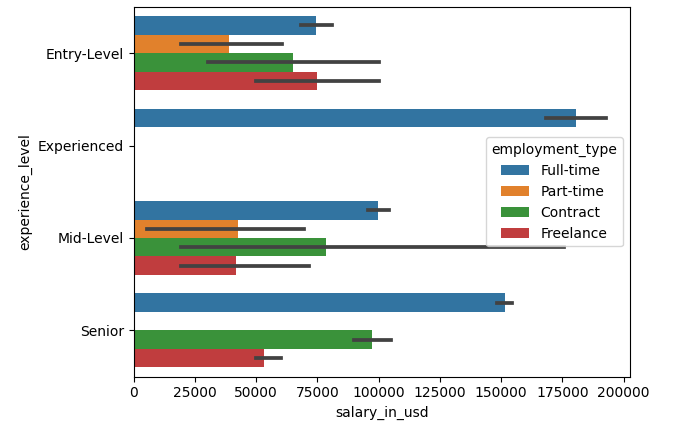 Entry-Level
Experienced
Mid-Level
Senior
experience_level
employment_type
Full-time
Part-time
Contract
Freelance
0 25000 50000 75000 100000 125000 150000 175000 200000
salary_in_usd